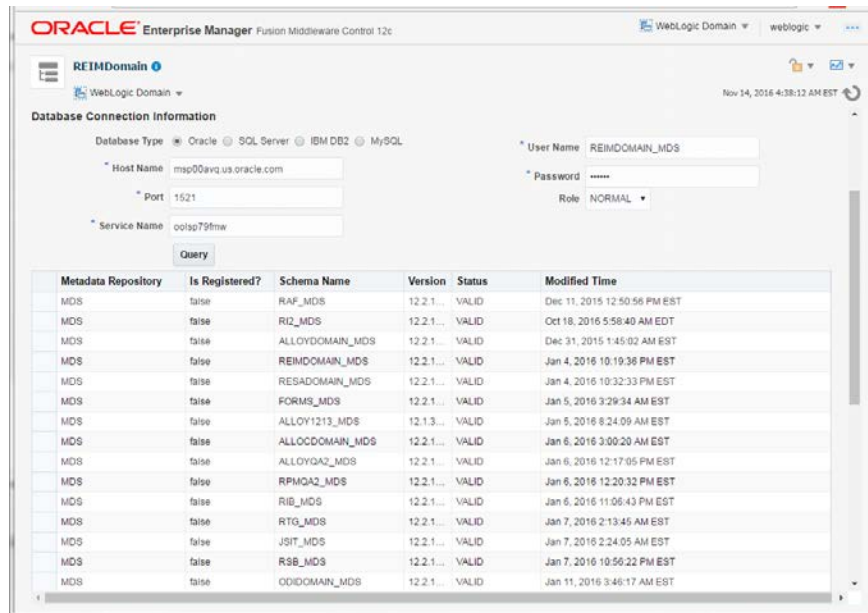 ORACLE Enterprise Manager Fusion Middleware Control 12c WebLogic Domain weblogic
REIMDomain
WebLogic Domain Nov 14, 2016 4:38:12 AM EST
Database Connection Information
Database Type Oracle SQL Server IBM DB2 MySQL
* User Name REIMDOMAIN_MDS
* Host Name msp00avq.us.oracle.com
* Password ••••••
* Port 1521
Role NORMAL
* Service Name oolsp79fmw
Query
Metadata Repository Is Registered? Schema Name Version Status Modified Time
MDS false RAF_MDS 12.2.1... VALID Dec 11, 2015 12:50:56 PM EST
MDS false RI2_MDS 12.2.1... VALID Oct 18, 2016 5:58:40 AM EDT
MDS false ALLOYDOMAIN_MDS 12.2.1... VALID Dec 31, 2015 1:45:02 AM EST
MDS false REIMDOMAIN_MDS 12.2.1... VALID Jan 4, 2016 10:19:36 PM EST
MDS false RESADOMAIN_MDS 12.2.1... VALID Jan 4, 2016 10:32:33 PM EST
MDS false FORMS_MDS 12.2.1... VALID Jan 5, 2016 3:29:34 AM EST
MDS false ALLOY1213_MDS 12.1.3... VALID Jan 5, 2016 8:24:09 AM EST
MDS false ALLOCDOMAIN_MDS 12.2.1... VALID Jan 6, 2016 3:00:20 AM EST
MDS false ALLOYQA2_MDS 12.2.1... VALID Jan 6, 2016 12:17:05 PM EST
MDS false RPMQA2_MDS 12.2.1... VALID Jan 6, 2016 12:20:32 PM EST
MDS false RIB_MDS 12.2.1... VALID Jan 6, 2016 11:06:43 PM EST
MDS false RTG_MDS 12.2.1... VALID Jan 7, 2016 2:13:45 AM EST
MDS false JSIT_MDS 12.2.1... VALID Jan 7, 2016 2:24:05 AM EST
MDS false RSB_MDS 12.2.1... VALID Jan 7, 2016 10:56:22 PM EST
MDS false ODIDOMAIN_MDS 12.2.1... VALID Jan 11, 2016 3:46:17 AM EST